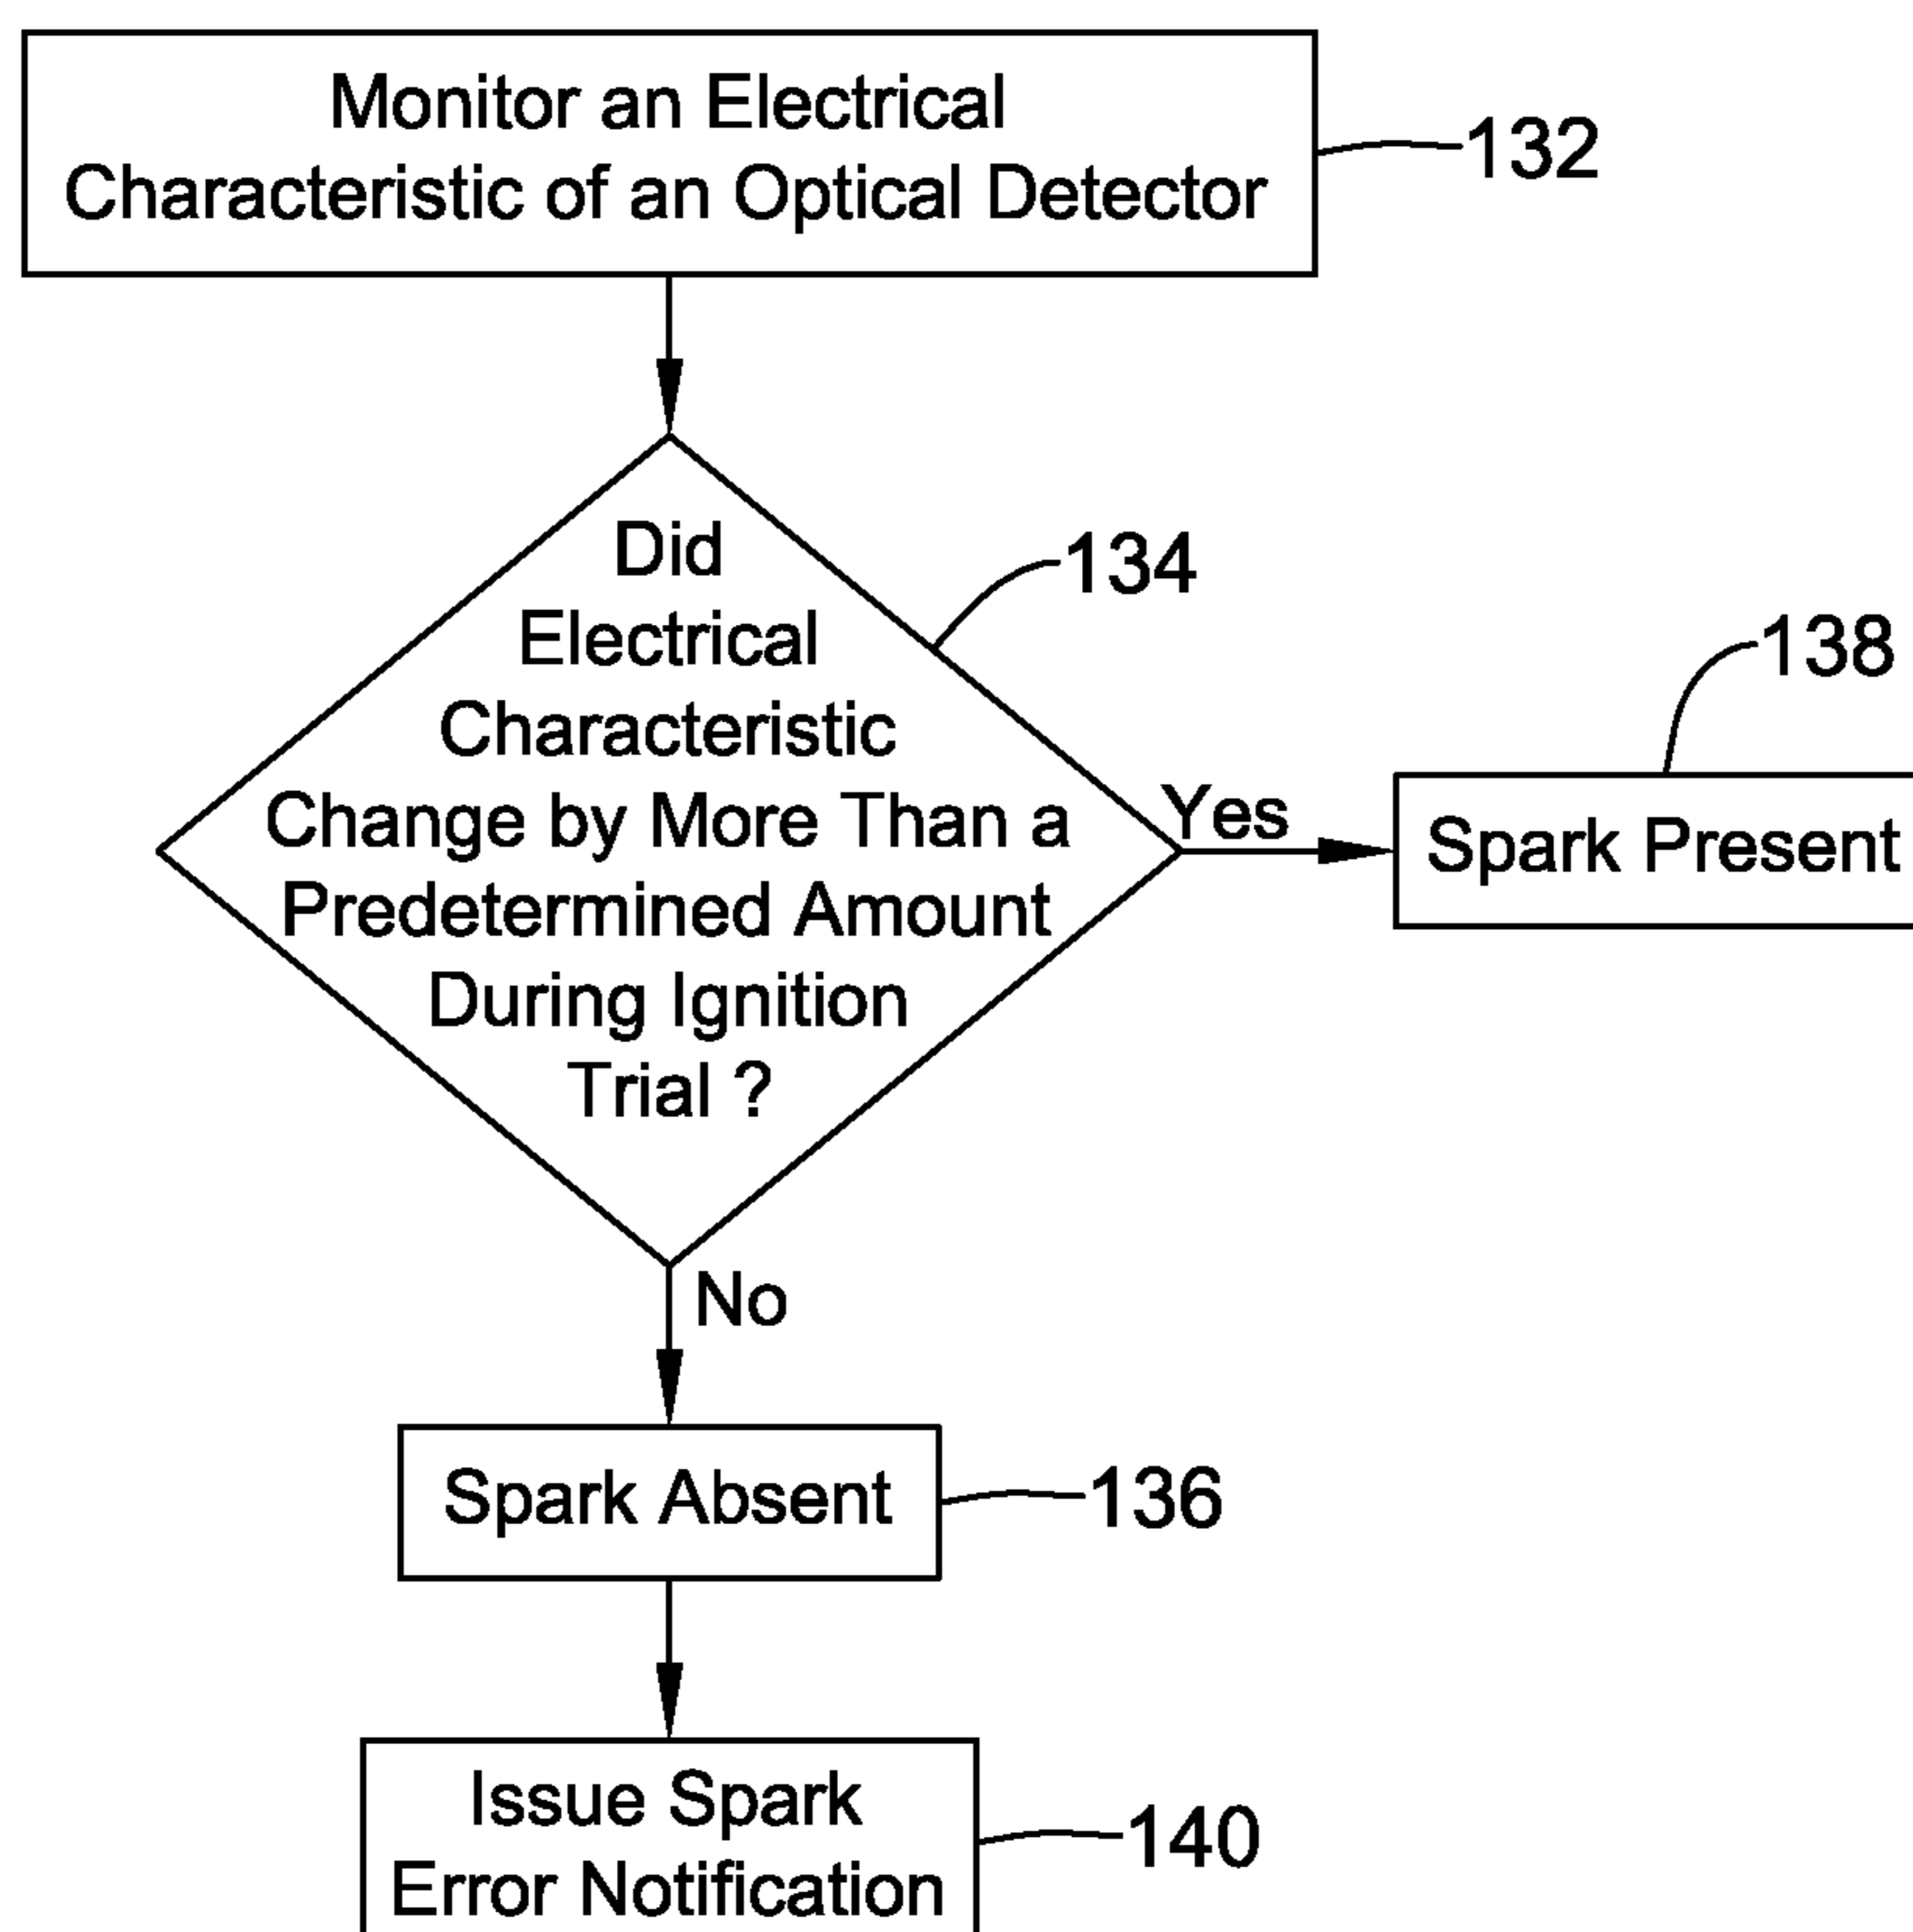 Monitor an Electrical
Characteristic of an Optical Detector
132
Did
Electrical
Characteristic
Change by More Than a
Predetermined Amount
During Ignition
Trial ?
134
Yes
138
Spark Present
No
Spark Absent
136
Issue Spark
Error Notification
140